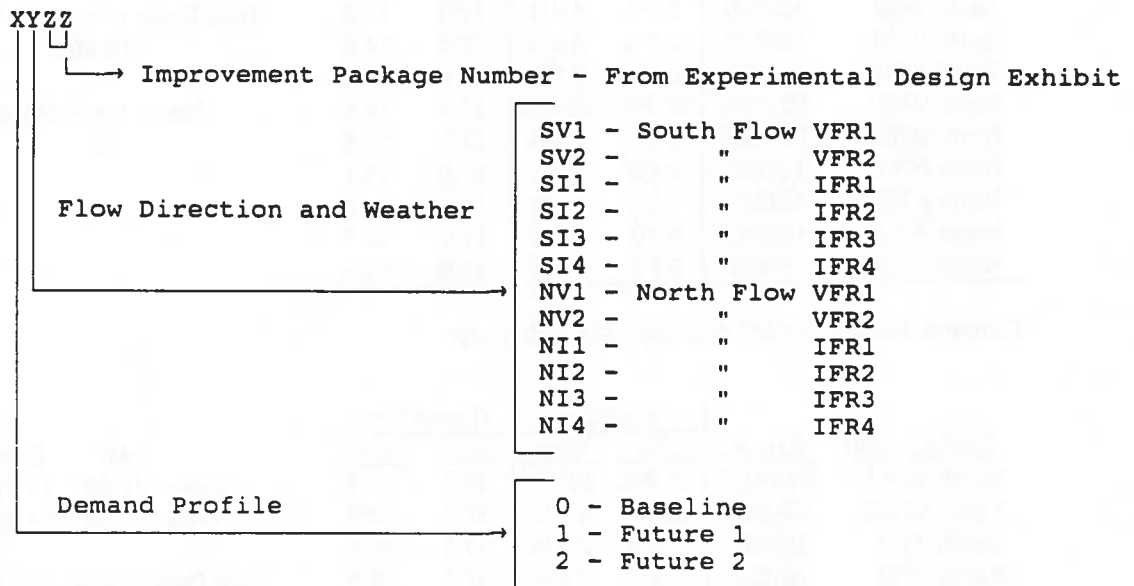 XYZZ
Improvement Package Number - From Experimental Design Exhibit
SV1 - South Flow VFR1
SV2 - " VFR2
SI1 - " IFR1
Flow Direction and Weather
SI2 - " IFR2
SI3 - " IFR3
SI4 - " IFR4
NV1 - North Flow VFR1
NV2 - " VFR2
NI1 - " IFR1
NI2 - " IFR2
NI3 - " IFR3
NI4 - " IFR4
Demand Profile
0 - Baseline
1 - Future 1
2 - Future 2